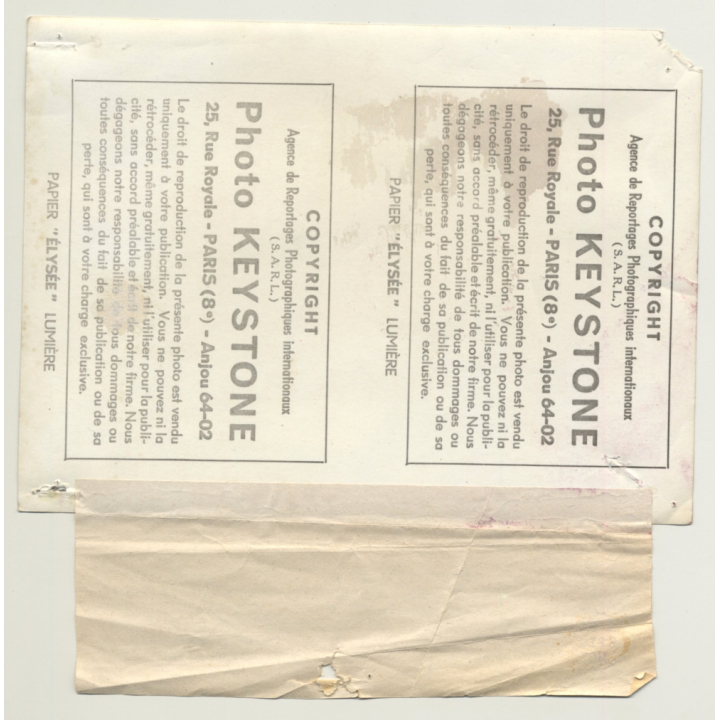 COPYRIGHT
Agence de Reportages Photographiques internationaux
(S.A.R.L.)
Photo KEYSTONE
25, Rue Royale - PARIS (8ᵉ) - Anjou 64-02
Le droit de reproduction de la présente photo est vendu
uniquement à votre publication. Vous ne pouvez ni la
rétrocéder, même gratuitement, ni l'utiliser pour la publi-
cité, sans accord préalable et écrit de notre firme. Nous
dégageons notre responsabilité de tous dommages ou
toutes conséquences du fait de sa publication ou de sa
perte, qui sont à votre charge exclusive.
PAPIER "ÉLYSÉE" LUMIÈRE
COPYRIGHT
Agence de Reportages Photographiques internationaux
(S.A.R.L.)
Photo KEYSTONE
25, Rue Royale - PARIS (8ᵉ) - Anjou 64-02
Le droit de reproduction de la présente photo est vendu
uniquement à votre publication. Vous ne pouvez ni la
rétrocéder, même gratuitement, ni l'utiliser pour la publi-
cité, sans accord préalable et écrit de notre firme. Nous
dégageons notre responsabilité de tous dommages ou
toutes conséquences du fait de sa publication ou de sa
perte, qui sont à votre charge exclusive.
PAPIER "ÉLYSÉE" LUMIÈRE